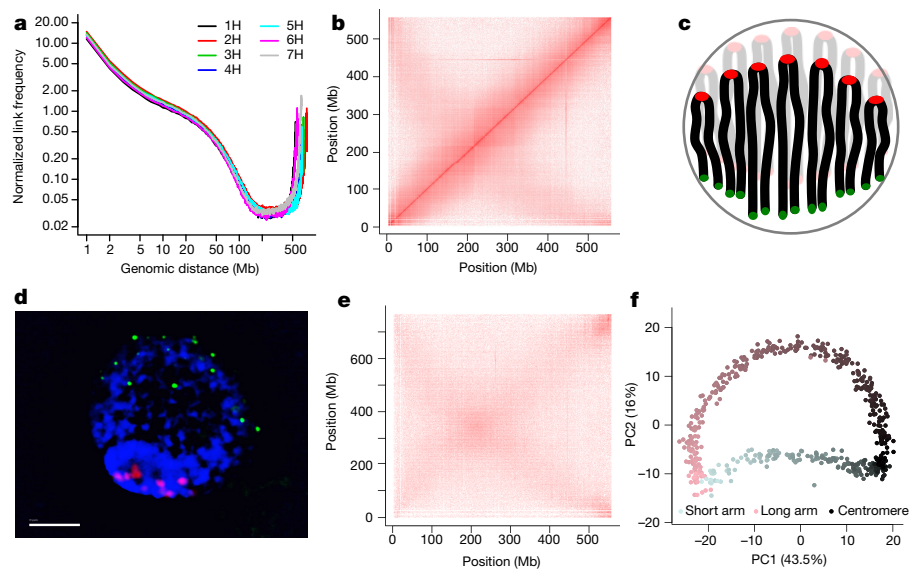 a
20.00
10.00
5.00
2.00
1.00
0.50
0.20
0.10
0.05
0.02
Normalized link frequency
1
2
5
10
20
50
100
500
Genomic distance (Mb)
1H
2H
3H
4H
5H
6H
7H
b
500
400
300
200
100
0
Position (Mb)
0
100
200
300
400
500
Position (Mb)
c
d
e
600
400
200
0
Position (Mb)
0
100
200
300
400
500
Position (Mb)
f
20
10
0
−10
−20
PC2 (16%)
Short arm
Long arm
Centromere
−20
−10
0
10
20
PC1 (43.5%)